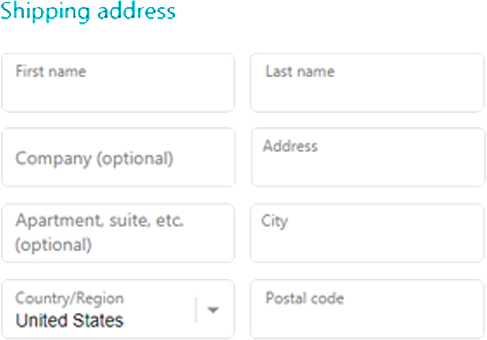 Shipping address
First name
Last name
Company (optional)
Address
Apartment, suite, etc.
(optional)
City
Country/Region
United States
Postal code